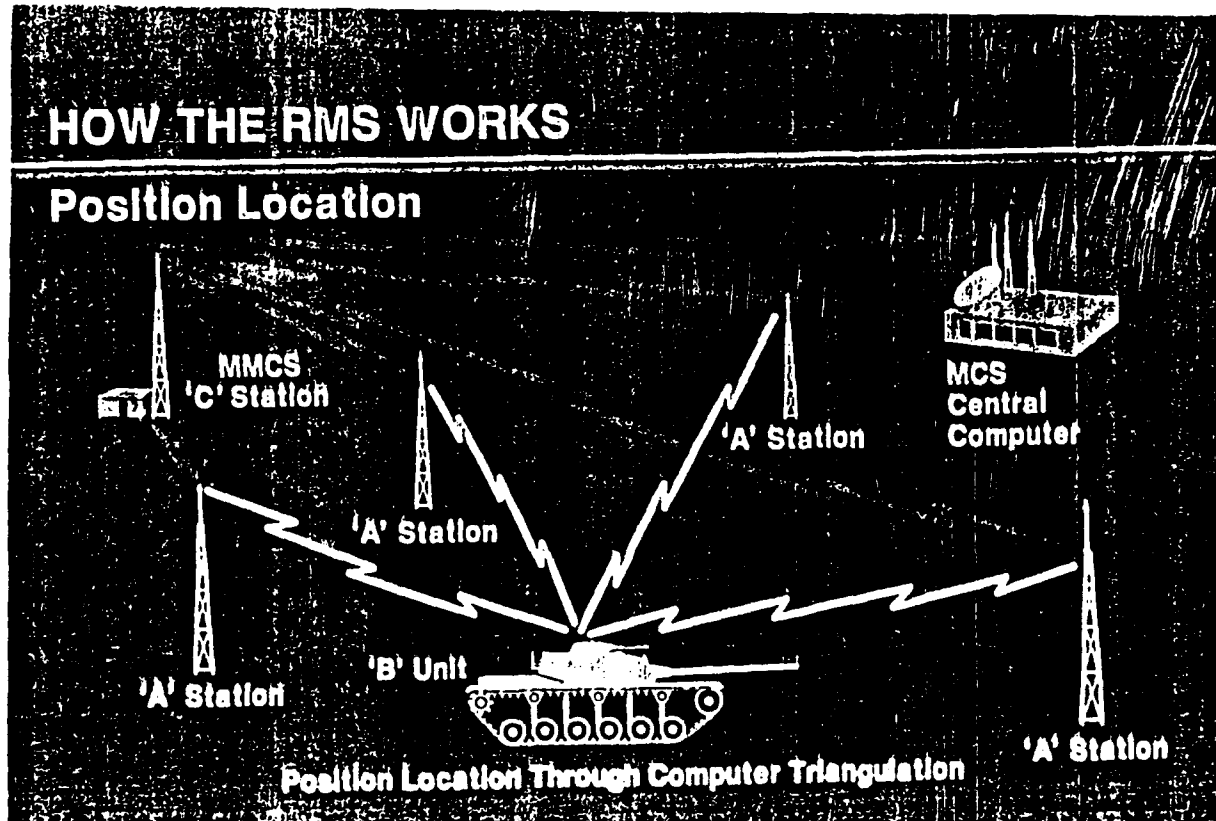 HOW THE RMS WORKS
Position Location
MMCS
'C' Station
'A' Station
MCS
Central
Computer
'A' Station
'B' Unit
'A' Station
'A' Station
Position Location Through Computer Triangulation